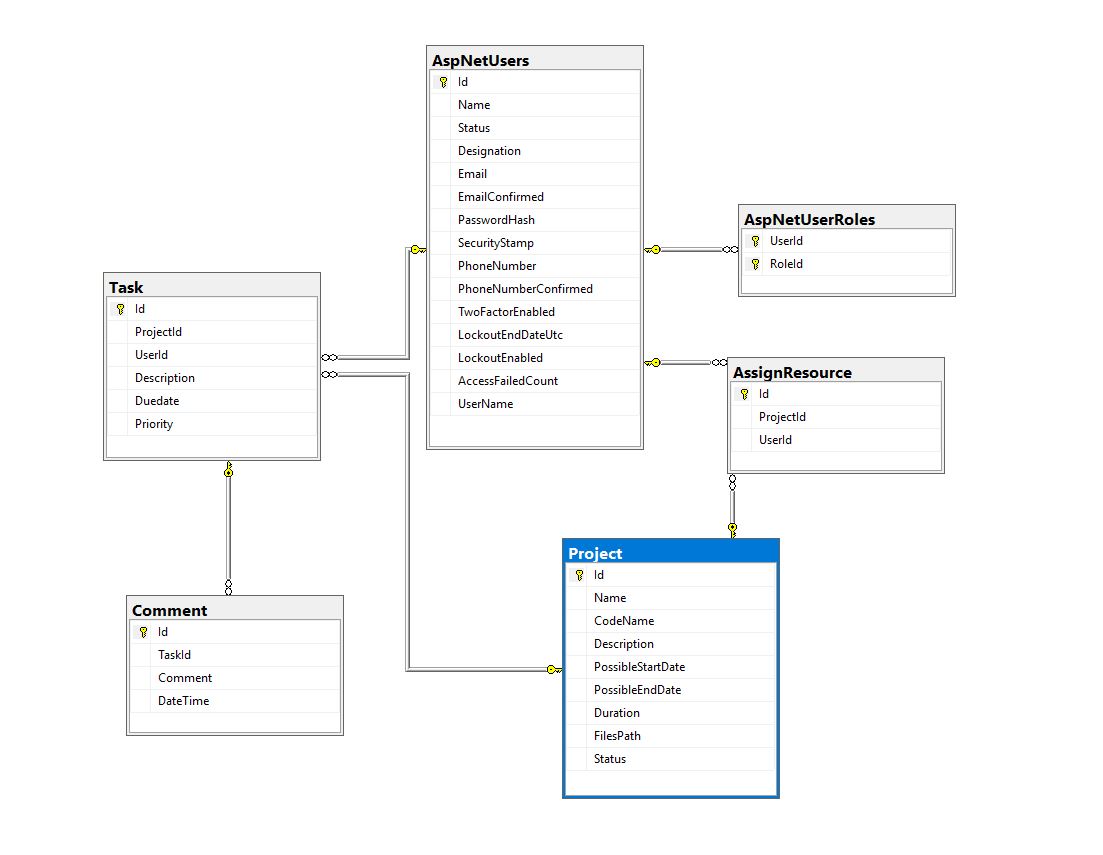 AspNetUsers
Id
Name
Status
Designation
Email
EmailConfirmed
PasswordHash
SecurityStamp
PhoneNumber
PhoneNumberConfirmed
TwoFactorEnabled
LockoutEndDateUtc
LockoutEnabled
AccessFailedCount
UserName
AspNetUserRoles
UserId
RoleId
Task
Id
ProjectId
UserId
Description
Duedate
Priority
AssignResource
Id
ProjectId
UserId
Project
Id
Name
CodeName
Description
PossibleStartDate
PossibleEndDate
Duration
FilesPath
Status
Comment
Id
TaskId
Comment
DateTime